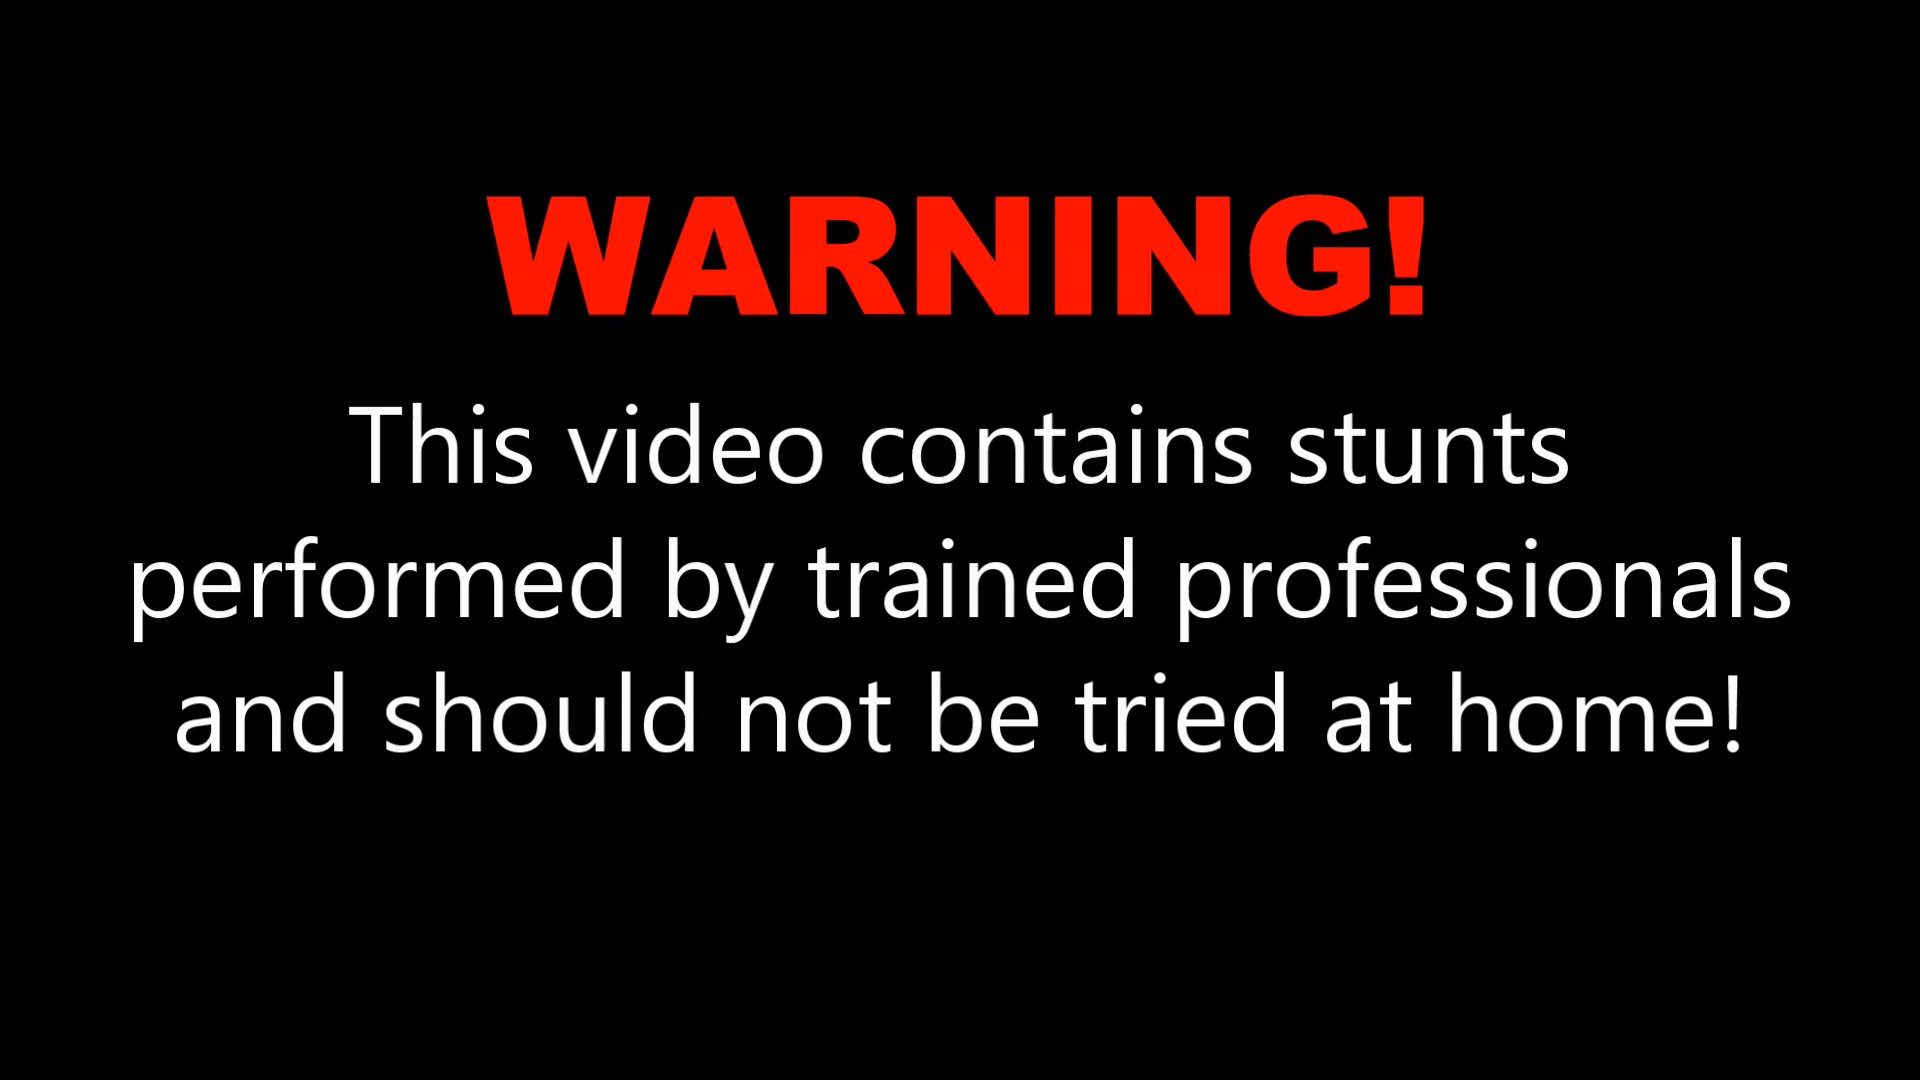 WARNING!
This video contains stunts
performed by trained professionals
and should not be tried at home!